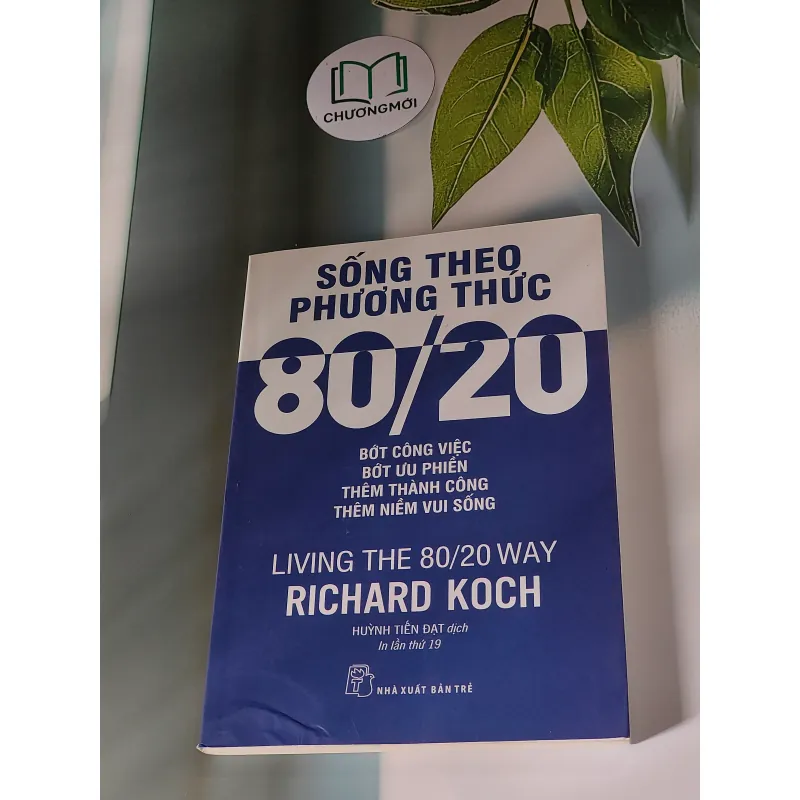 CHƯƠNGMỚI
SỐNG THEO
PHƯƠNG THỨC
80/20
BỚT CÔNG VIỆC
BỚT ƯU PHIỀN
THÊM THÀNH CÔNG
THÊM NIỀM VUI SỐNG
LIVING THE 80/20 WAY
RICHARD KOCH
HUỲNH TIẾN ĐẠT dịch
In lần thứ 19
T
NHÀ XUẤT BẢN TRẺ